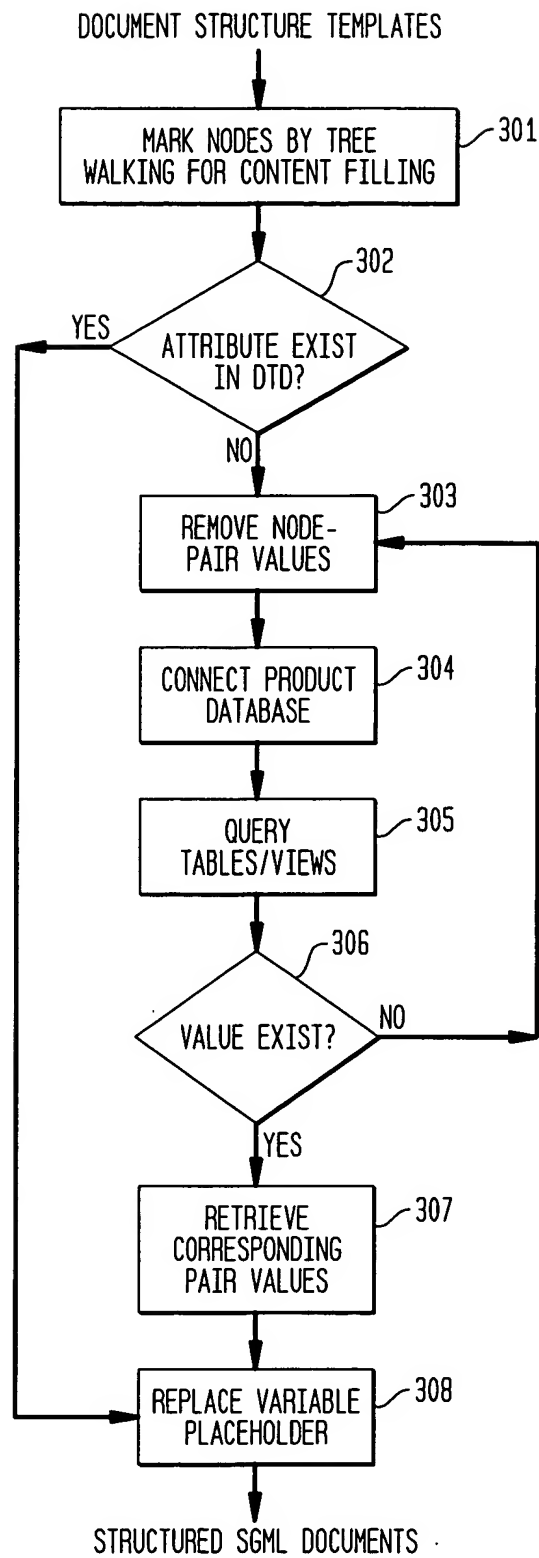 DOCUMENT STRUCTURE TEMPLATES
MARK NODES BY TREE
WALKING FOR CONTENT FILLING
301
302
YES
ATTRIBUTE EXIST
IN DTD?
NO
303
REMOVE NODE-
PAIR VALUES
304
CONNECT PRODUCT
DATABASE
305
QUERY
TABLES/VIEWS
306
VALUE EXIST?
NO
YES
307
RETRIEVE
CORRESPONDING
PAIR VALUES
308
REPLACE VARIABLE
PLACEHOLDER
STRUCTURED SGML DOCUMENTS